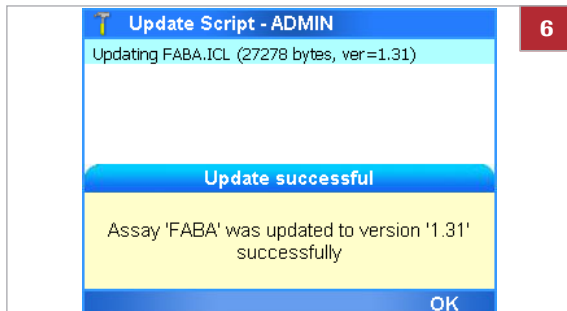 Update Script - ADMIN
6
Updating FABA.ICL (27278 bytes, ver=1.31)
Update successful
Assay 'FABA' was updated to version '1.31'
successfully
OK